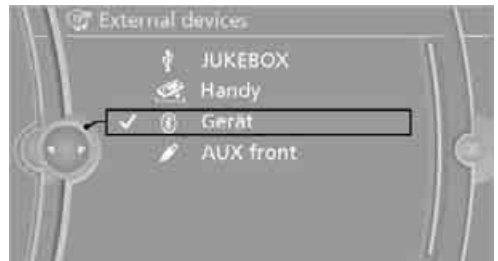 External devices
JUKEBOX
Handy
Gerät
AUX front